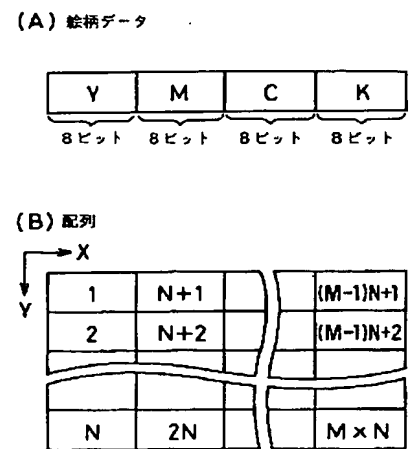 (A) 絵柄データ
Y M C K
8ビット 8ビット 8ビット 8ビット
(B) 配列
X
Y
1 N+1 (M-1)N+1
2 N+2 (M-1)N+2
N 2N M×N